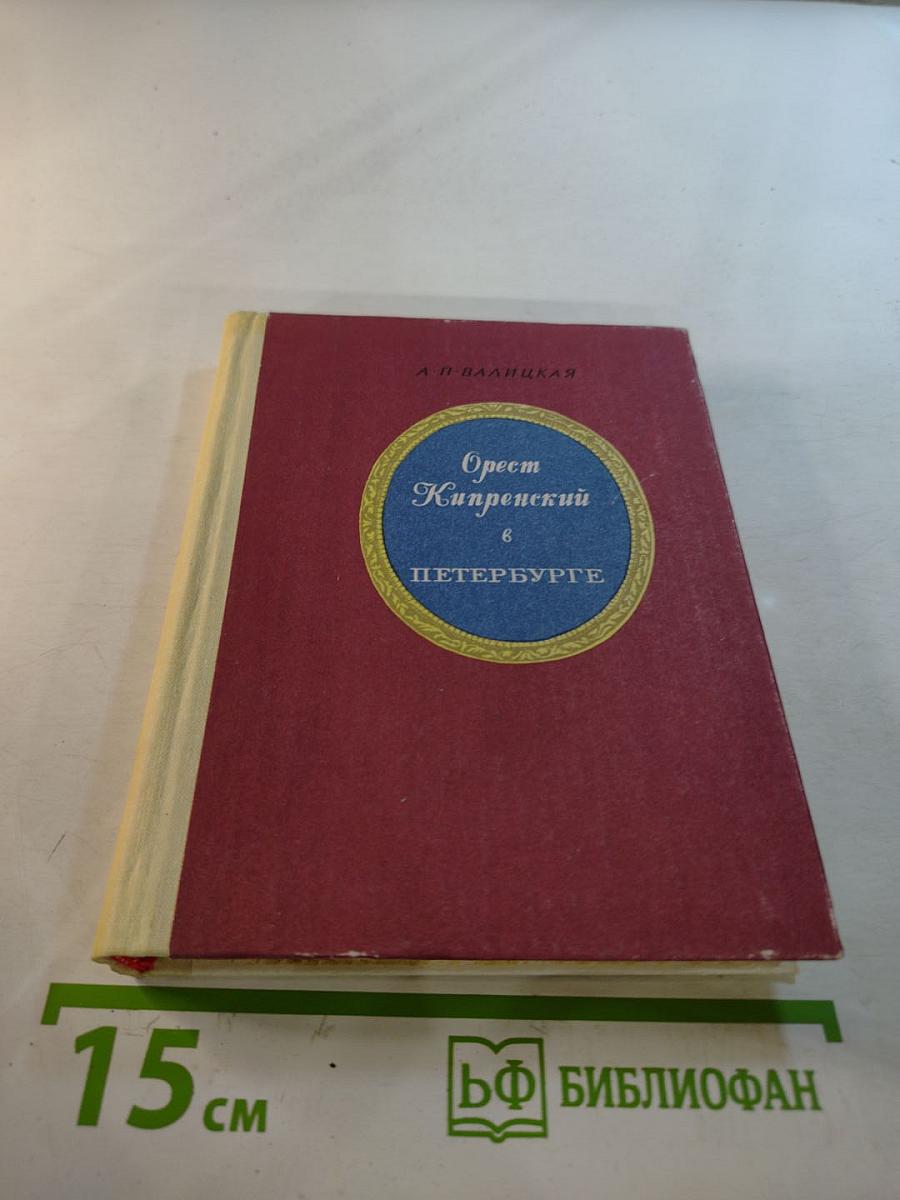 А·П·ВАЛИЦКАЯ
Орест
Кипренский
в
ПЕТЕРБУРГЕ
15 см
ЬФ БИБЛИОФАН